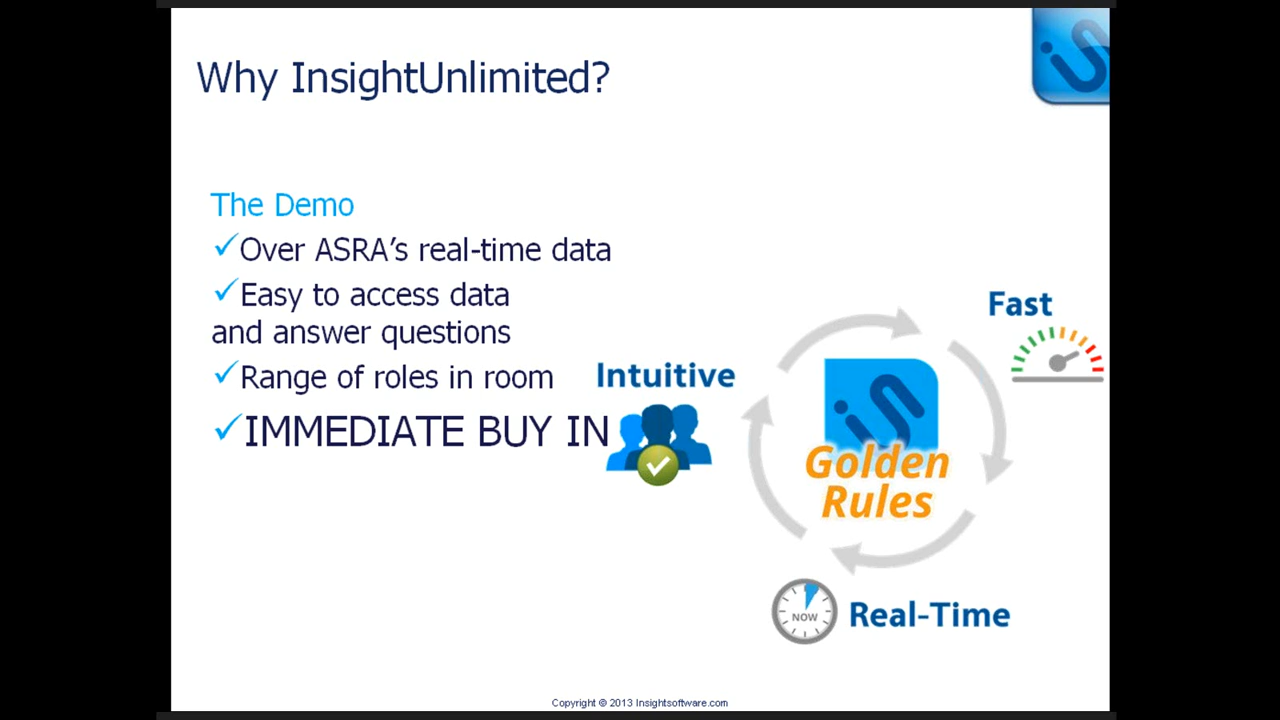 Why InsightUnlimited?
The Demo
✓Over ASRA's real-time data
✓Easy to access data
and answer questions
✓Range of roles in room
✓IMMEDIATE BUY IN
Intuitive
Fast
in
Golden
Rules
NOW
Real-Time
Copyright © 2013 Insightsoftware.com